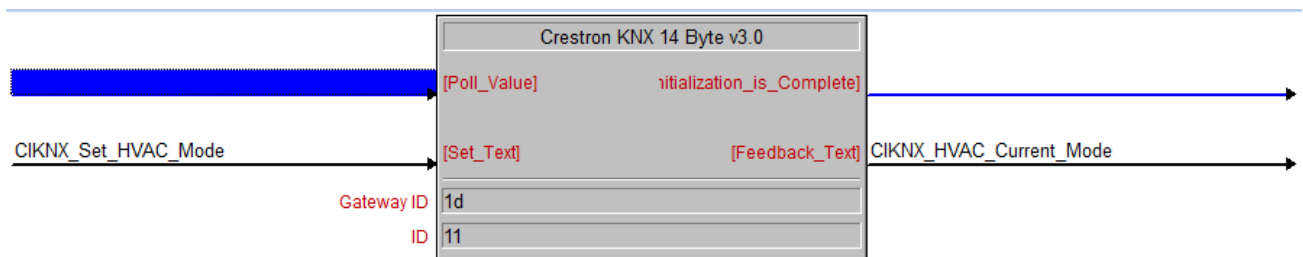 Crestron KNX 14 Byte v3.0
[Poll_Value] nitialization_is_Complete]
CIKNX_Set_HVAC_Mode [Set_Text] [Feedback_Text] CIKNX_HVAC_Current_Mode
Gateway ID 1d
ID 11